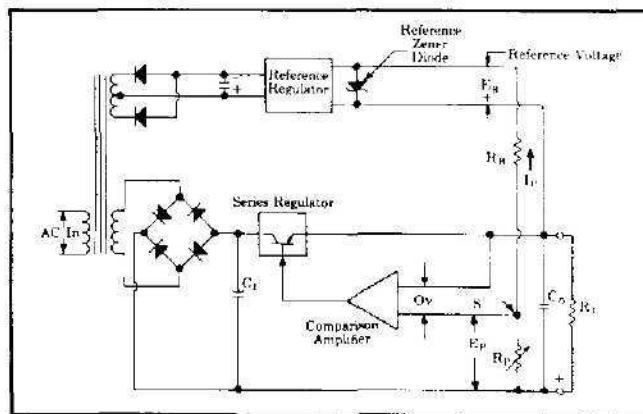 Reference
Zener
Diode
Reference Voltage
Reference
Regulator
+
E_R
+
R_R
I_P
Series Regulator
AC In
C_1
Comparison
Amplifier
Ov
S
E_P
R_P
C_O
R_L
+